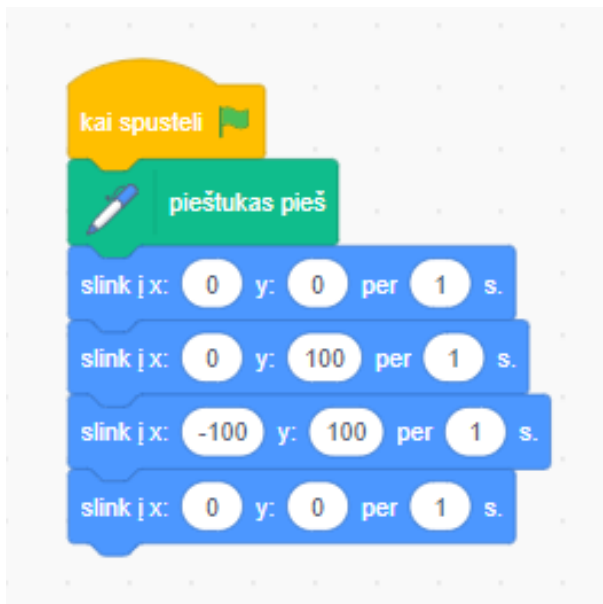 kai spusteli
pieštukas pieš
slink į x: 0 y: 0 per 1 s.
slink į x: 0 y: 100 per 1 s.
slink į x: -100 y: 100 per 1 s.
slink į x: 0 y: 0 per 1 s.